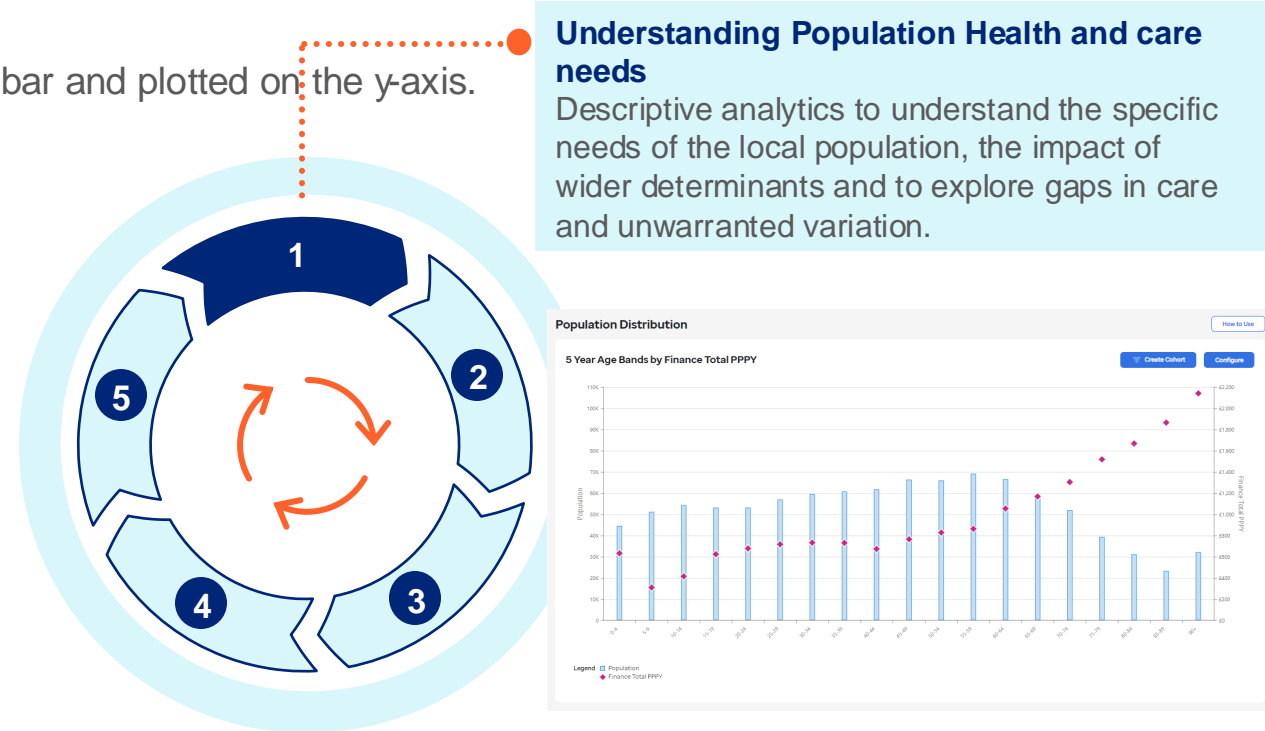 bar and plotted on the y-axis.
Understanding Population Health and care
needs
Descriptive analytics to understand the specific
needs of the local population, the impact of
wider determinants and to explore gaps in care
and unwarranted variation.
1
2
3
4
5
Population Distribution
How to Use
5 Year Age Bands by Finance Total PPPY
Create Cohort
Configure
110K
100K
90K
80K
70K
60K
50K
40K
30K
20K
10K
0
Population
£2,200
£2,000
£1,800
£1,600
£1,400
£1,200
£1,000
£800
£600
£400
£200
£0
Finance Total PPPY
0-4
5-9
10-14
15-19
20-24
25-29
30-34
35-39
40-44
45-49
50-54
55-59
60-64
65-69
70-74
75-79
80-84
85-89
90+
Legend
Population
Finance Total PPPY